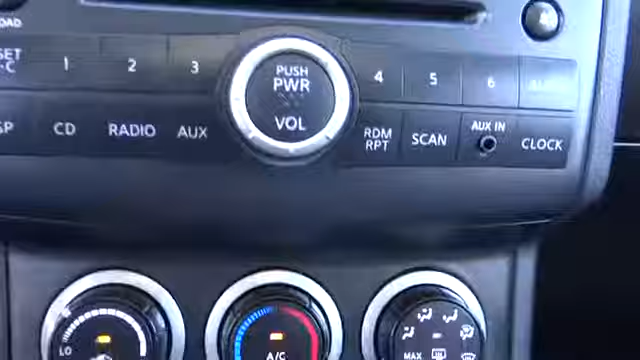 LOAD
1 2 3 PUSH PWR VOL 4 5 6
CD RADIO AUX RDM RPT SCAN AUX IN CLOCK
LO A/C MAX